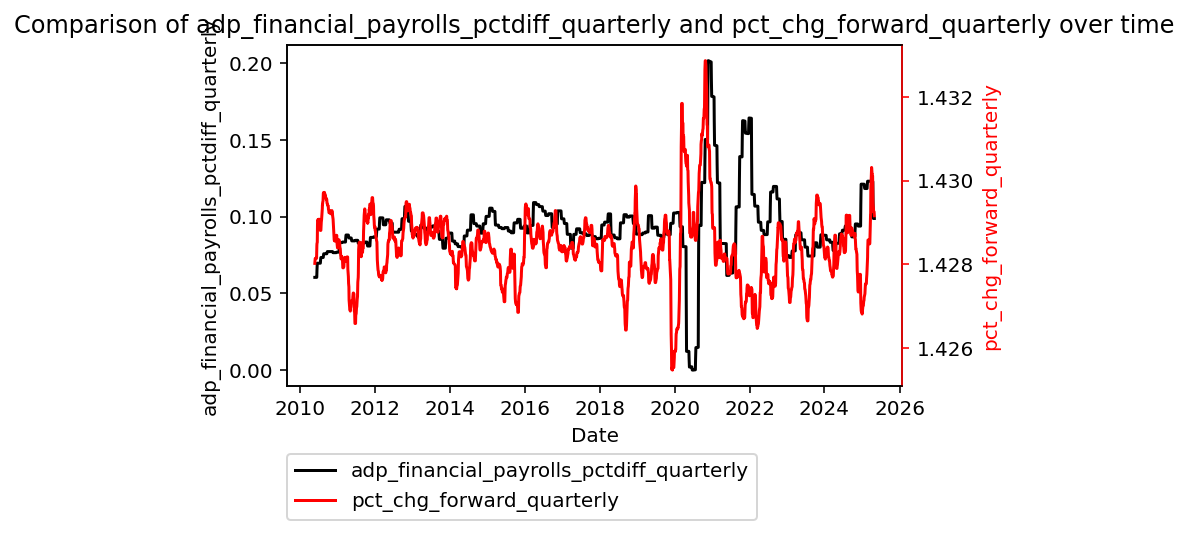 Comparison of adp_financial_payrolls_pctdiff_quarterly and pct_chg_forward_quarterly over time
adp_financial_payrolls_pctdiff_quarterly
0.20
0.15
0.10
0.05
0.00
1.432
1.430
1.428
1.426
pct_chg_forward_quarterly
2010 2012 2014 2016 2018 2020 2022 2024 2026
Date
adp_financial_payrolls_pctdiff_quarterly
pct_chg_forward_quarterly